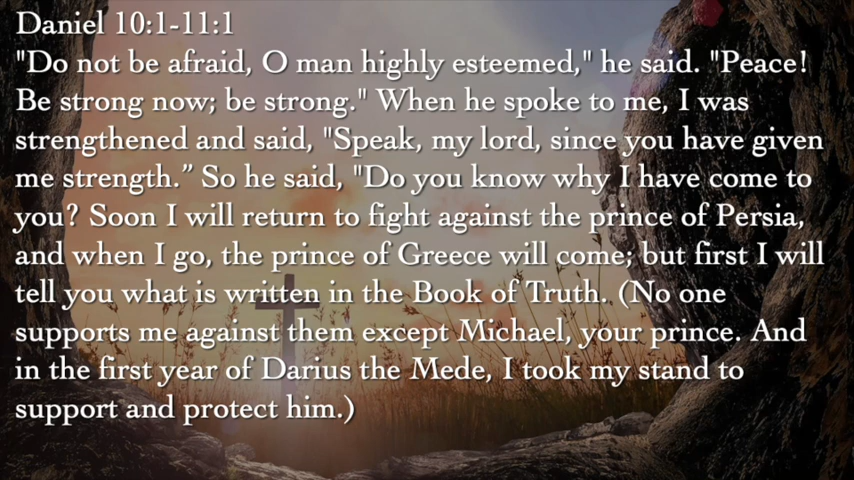 Daniel 10:1-11:1
"Do not be afraid, O man highly esteemed," he said. "Peace!
Be strong now; be strong." When he spoke to me, I was
strengthened and said, "Speak, my lord, since you have given
me strength.” So he said, "Do you know why I have come to
you? Soon I will return to fight against the prince of Persia,
and when I go, the prince of Greece will come; but first I will
tell you what is written in the Book of Truth. (No one
supports me against them except Michael, your prince. And
in the first year of Darius the Mede, I took my stand to
support and protect him.)